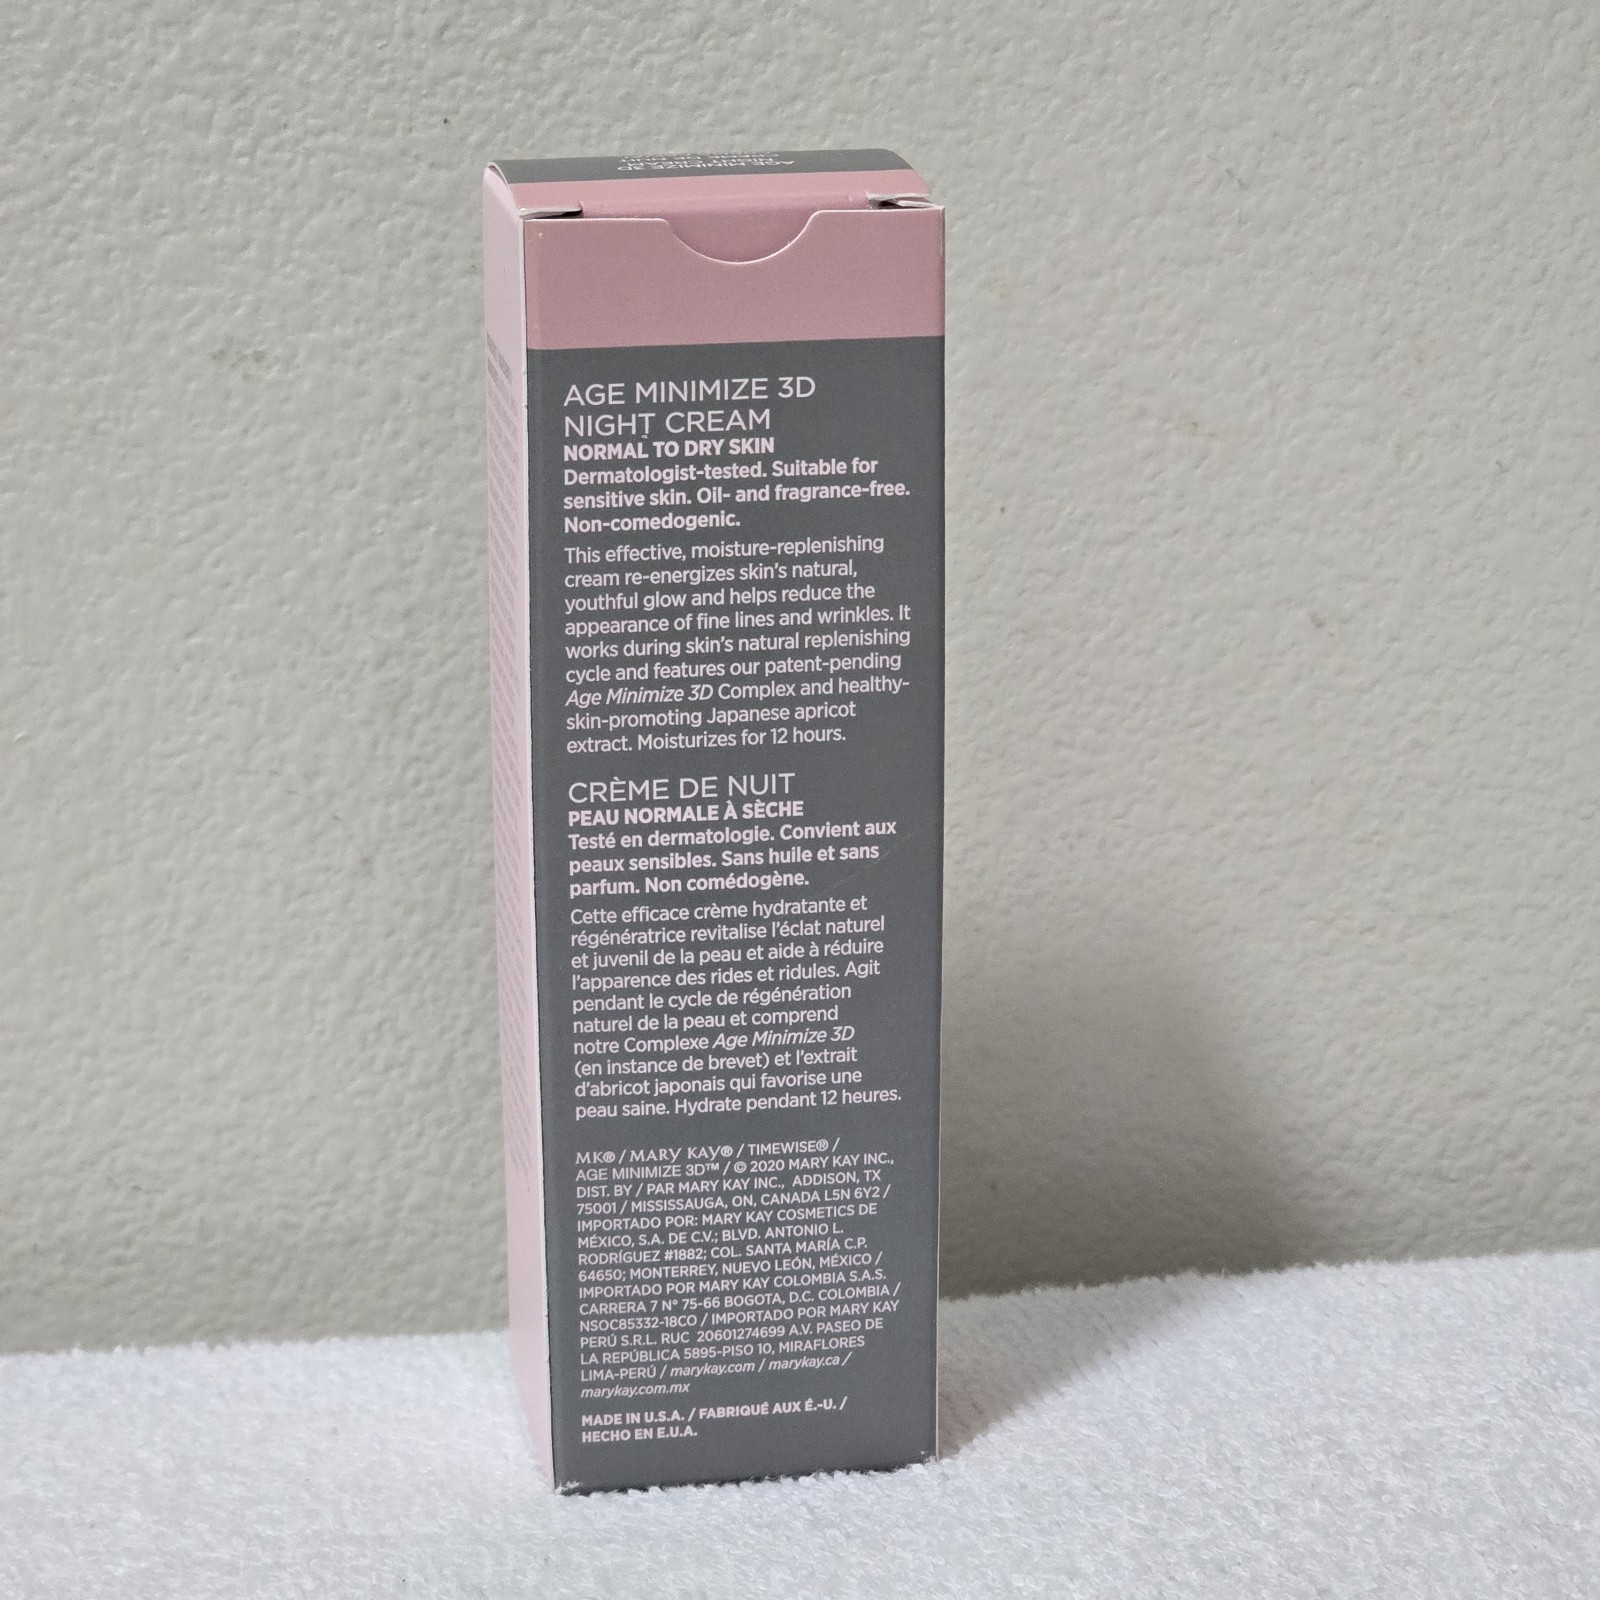 AGE MINIMIZE 3D
NIGHT CREAM
AGE MINIMIZE 3D
NIGHT CREAM
NORMAL TO DRY SKIN
Dermatologist-tested. Suitable for
sensitive skin. Oil- and fragrance-free.
Non-comedogenic.
This effective, moisture-replenishing
cream re-energizes skin's natural,
youthful glow and helps reduce the
appearance of fine lines and wrinkles. It
works during skin's natural replenishing
cycle and features our patent-pending
Age Minimize 3D Complex and healthy-
skin-promoting Japanese apricot
extract. Moisturizes for 12 hours.
CRÈME DE NUIT
PEAU NORMALE À SÈCHE
Testé en dermatologie. Convient aux
peaux sensibles. Sans huile et sans
parfum. Non comédogène.
Cette efficace crème hydratante et
régénératrice revitalise l'éclat naturel
et juvenil de la peau et aide à réduire
l'apparence des rides et ridules. Agit
pendant le cycle de régénération
naturel de la peau et comprend
notre Complexe Age Minimize 3D
(en instance de brevet) et l'extrait
d'abricot japonais qui favorise une
peau saine. Hydrate pendant 12 heures.
MK® / MARY KAY® / TIMEWISE® /
AGE MINIMIZE 3D™ / © 2020 MARY KAY INC.,
DIST. BY / PAR MARY KAY INC., ADDISON, TX
75001 / MISSISSAUGA, ON, CANADA L5N 6Y2 /
IMPORTADO POR: MARY KAY COSMETICS DE
MÉXICO, S.A. DE C.V.; BLVD. ANTONIO L.
RODRÍGUEZ #1882; COL. SANTA MARÍA C.P.
64650; MONTERREY, NUEVO LEÓN, MÉXICO /
IMPORTADO POR MARY KAY COLOMBIA S.A.S.
CARRERA 7 N° 75-66 BOGOTA, D.C. COLOMBIA /
NSOC85332-18CO / IMPORTADO POR MARY KAY
PERÚ S.R.L. RUC 20601274699 A.V. PASEO DE
LA REPÚBLICA 5895-PISO 10, MIRAFLORES
LIMA-PERÚ / marykay.com / marykay.ca /
marykay.com.mx
MADE IN U.S.A. / FABRIQUÉ AUX É.-U. /
HECHO EN E.U.A.